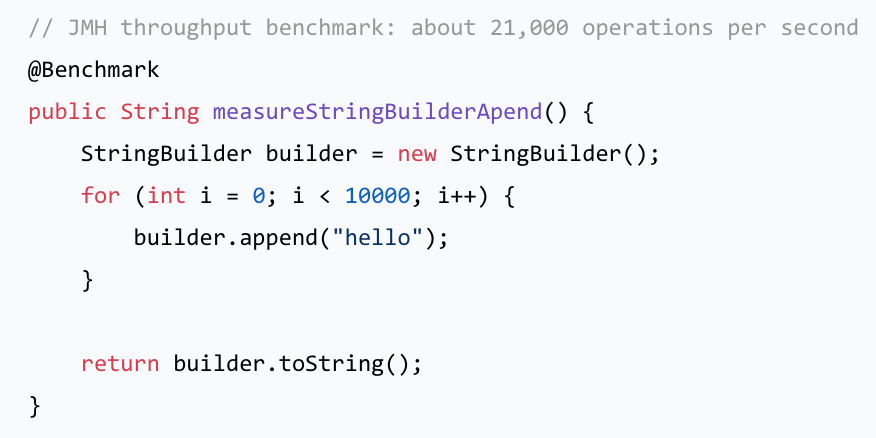 // JMH throughput benchmark: about 21,000 operations per second
@Benchmark
public String measureStringBuilderApend() {
    StringBuilder builder = new StringBuilder();
    for (int i = 0; i < 10000; i++) {
        builder.append("hello");
    }

    return builder.toString();
}